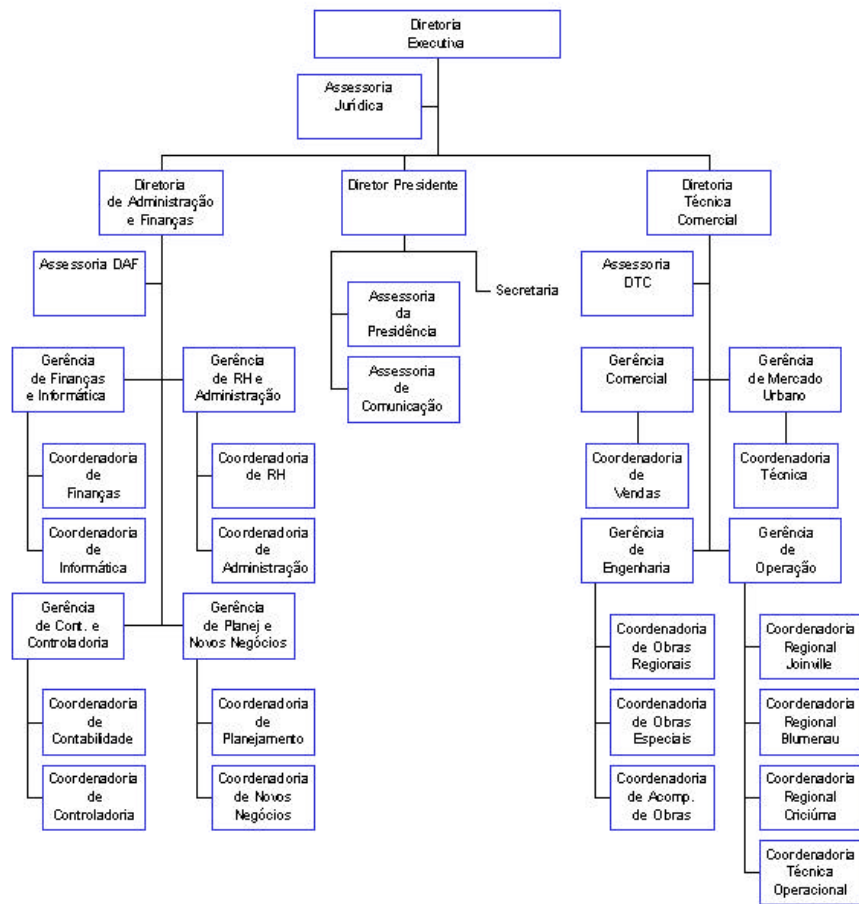 Diretoria
Executiva
Assessoria
Jurídica
Diretoria
de Administração
e Finanças
Diretor Presidente
Diretoria
Técnica
Comercial
Assessoria DAF
Secretaria
Assessoria
da
Presidência
Assessoria
de
Comunicação
Assessoria
DTC
Gerência
de Finanças
e Informática
Gerência
de RH e
Administração
Gerência
Comercial
Gerência
de Mercado
Urbano
Coordenadoria
de
Finanças
Coordenadoria
de RH
Coordenadoria
de
Vendas
Coordenadoria
Técnica
Coordenadoria
de
Informática
Coordenadoria
de
Administração
Gerência
de
Engenharia
Gerência
de
Operação
Gerência
de Cont. e
Controladoria
Gerência
de Planej e
Novos Negócios
Coordenadoria
de Obras
Regionais
Coordenadoria
Regional
Joinville
Coordenadoria
de
Contabilidade
Coordenadoria
de
Planejamento
Coordenadoria
de Obras
Especiais
Coordenadoria
Regional
Blumenau
Coordenadoria
de
Controladoria
Coordenadoria
de Novos
Negócios
Coordenadoria
de Acomp.
de Obras
Coordenadoria
Regional
Criciúma
Coordenadoria
Técnica
Operacional